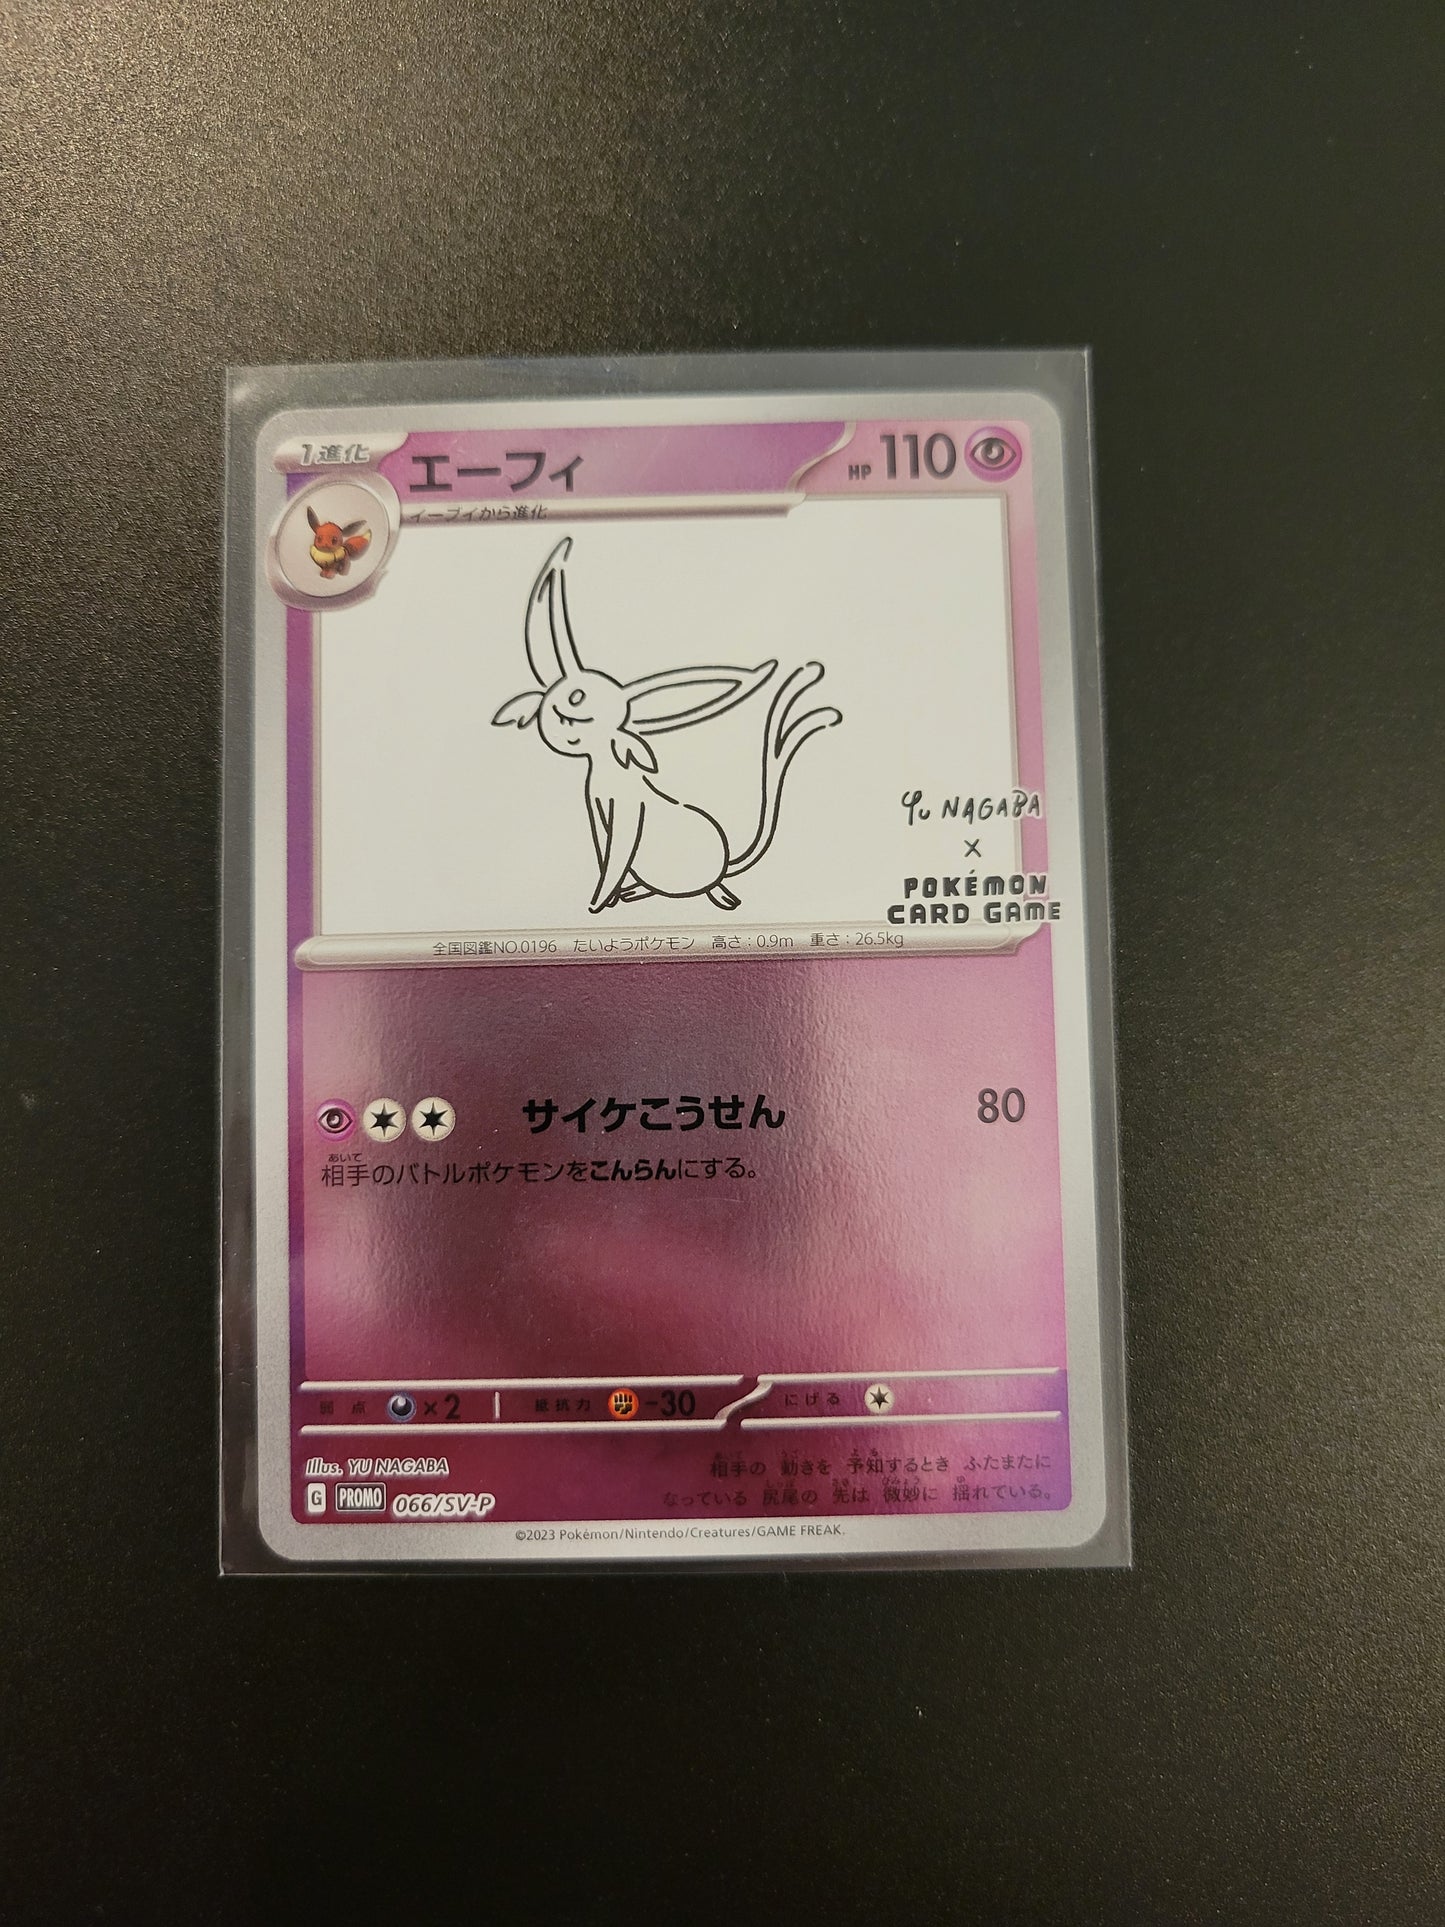 1進化
エーフィ
HP 110
イーブイから進化
YU NAGABA
×
POKÉMON
CARD GAME
全国図鑑NO.0196 たいようポケモン 高さ:0.9m 重さ:26.5kg
サイケこうせん 80
あいて
相手のバトルポケモンをこんらんにする。
弱点 ×2 抵抗力 -30 にげる
Illus. YU NAGABA
相手の 動きを 予知するとき ふたまたに
なっている 尻尾の 先は 微妙に 揺れている。
G PROMO 066/SV-P
©2023 Pokémon/Nintendo/Creatures/GAME FREAK.